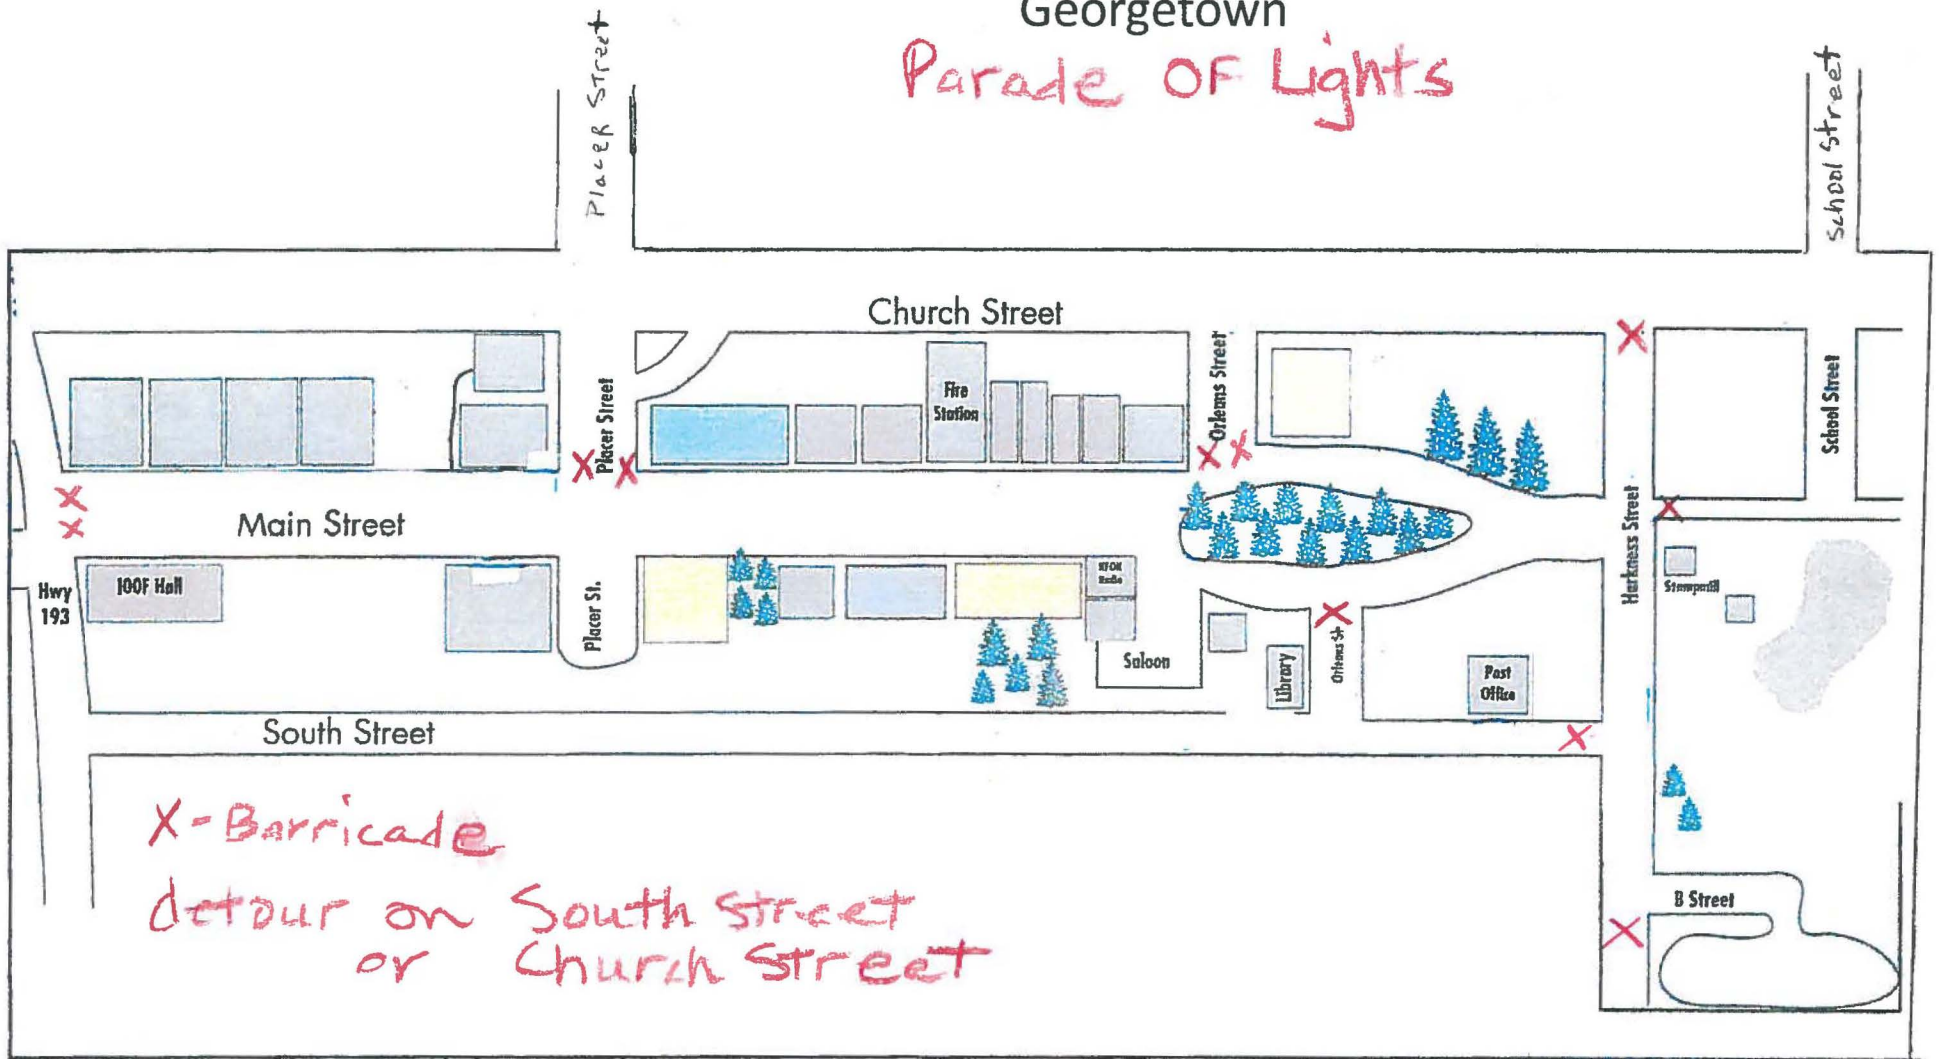 Georgetown
Parade OF Lights
Placer Street
School Street
Church Street
Placer Street
Fire
Station
Orleans Street
School Street
Main Street
Harkness Street
Hwy
193
IOOF Hall
Placer St.
Radio
Saloon
Library
Orleans St
Post
Office
Stampmill
South Street
X - Barricade
detour on South Street
or Church Street
B Street